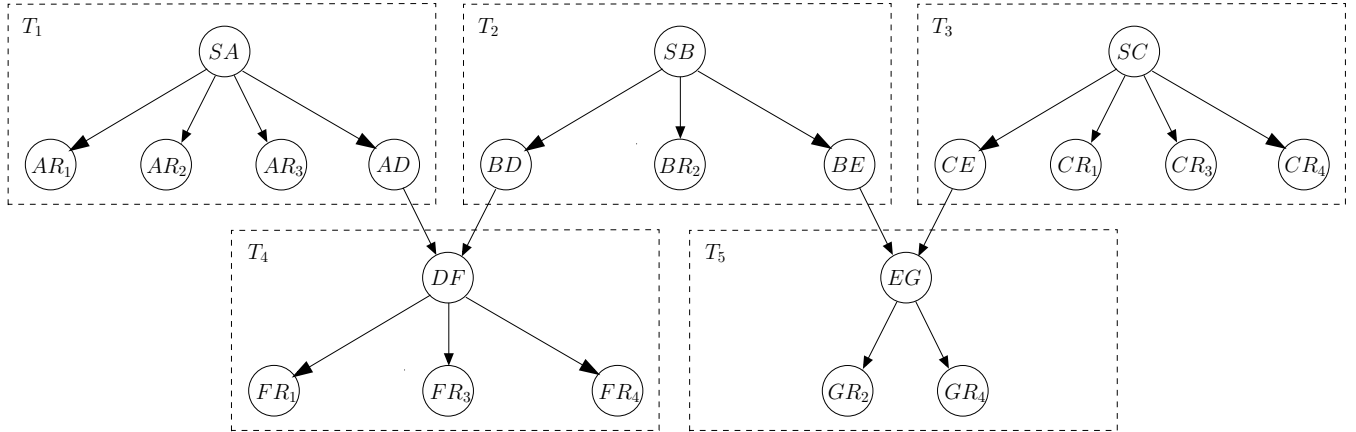 T₁ T₂ T₃
SA SB SC
AR₁ AR₂ AR₃ AD BD BR₂ BE CE CR₁ CR₃ CR₄
T₄ T₅
DF EG
FR₁ FR₃ FR₄ GR₂ GR₄